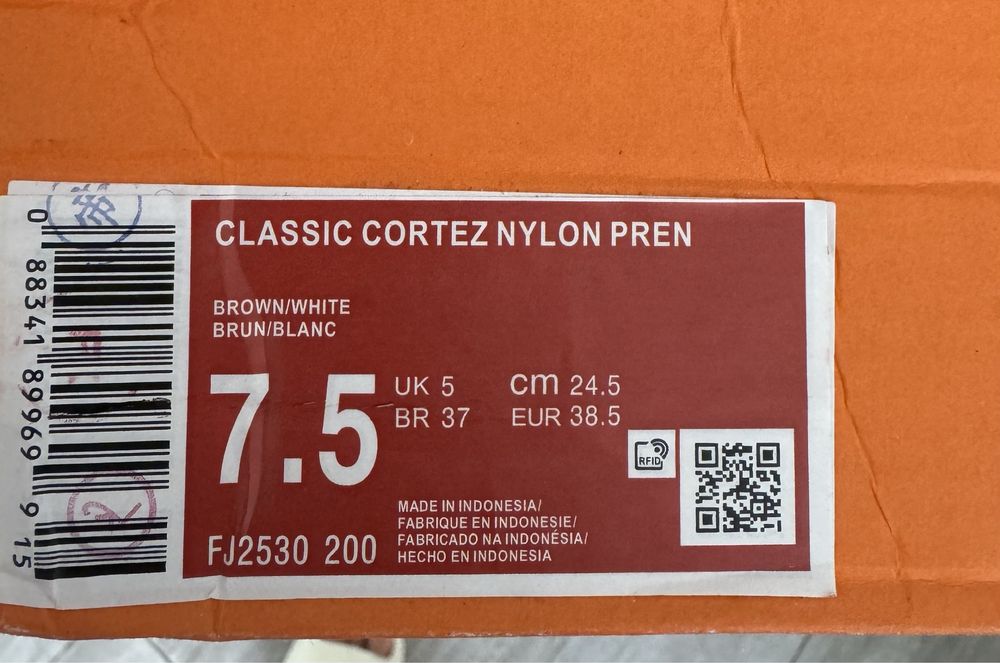 CLASSIC CORTEZ NYLON PREN
BROWN/WHITE
BRUN/BLANC
7.5
UK 5
cm 24.5
BR 37
EUR 38.5
RFID
MADE IN INDONESIA/
FABRIQUE EN INDONESIE/
FABRICADO NA INDONÉSIA/
HECHO EN INDONESIA
FJ2530 200
0 88341 89969 9 15